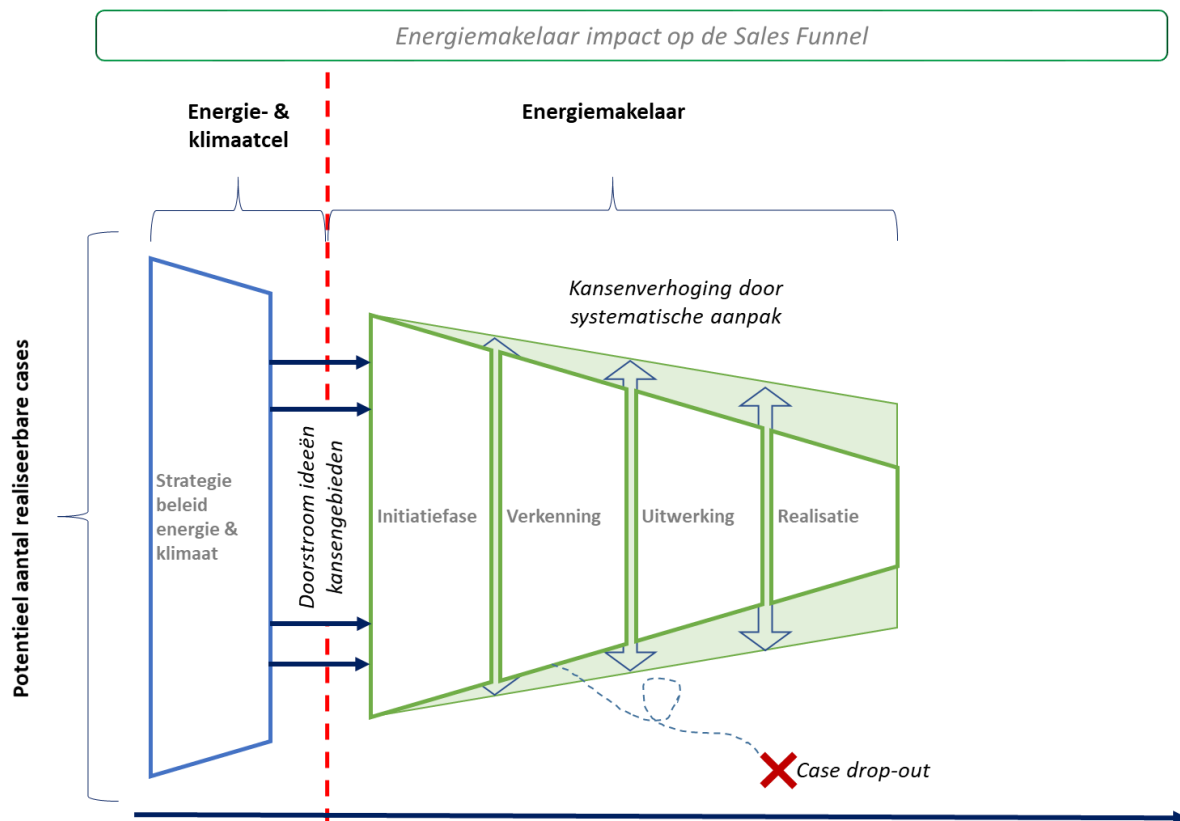 Energiemakelaar impact op de Sales Funnel
Energie- &
klimaatcel
Energiemakelaar
Kansenverhoging door
systematische aanpak
Potentieel aantal realiseerbare cases
Strategie
beleid
energie &
klimaat
Doorstroom ideeën
kansengebieden
Initiatiefase
Verkenning
Uitwerking
Realisatie
Case drop-out